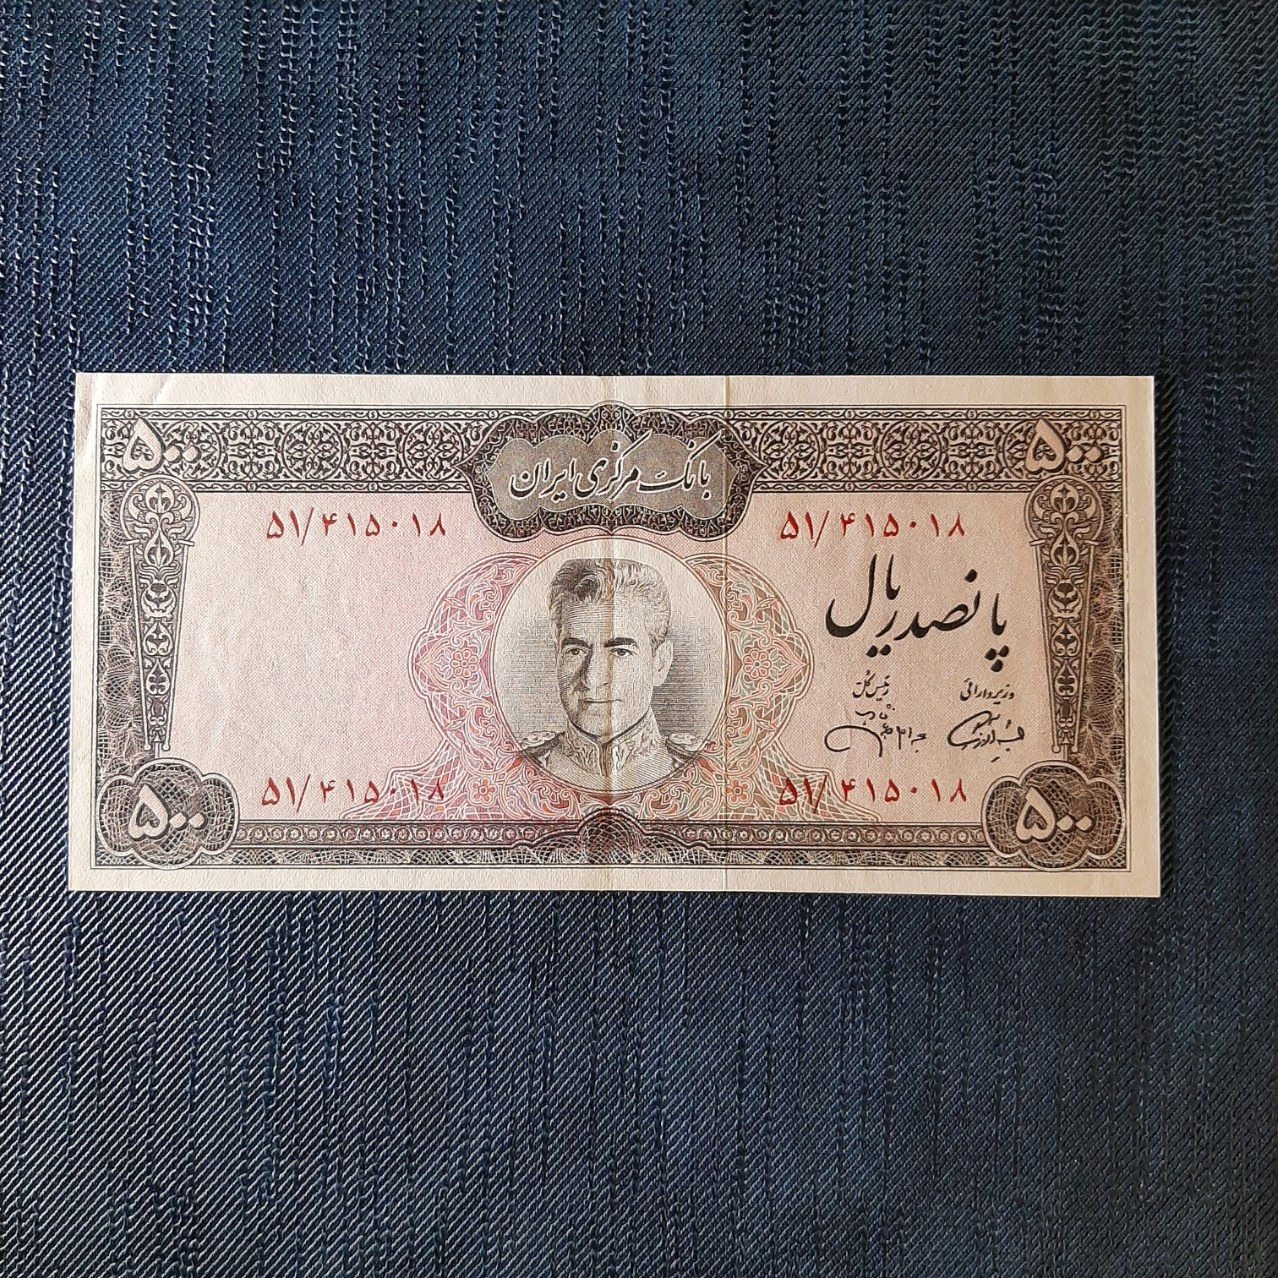 ۵۰۰
بانک مرکزی ایران
۵۰۰
۵۱/۴۱۵۰۱۸
۵۱/۴۱۵۰۱۸
پانصد ریال
وزیر دارائی
رئیس کل
۵۱/۴۱۵۰۱۸
۵۱/۴۱۵۰۱۸
۵۰۰
۵۰۰